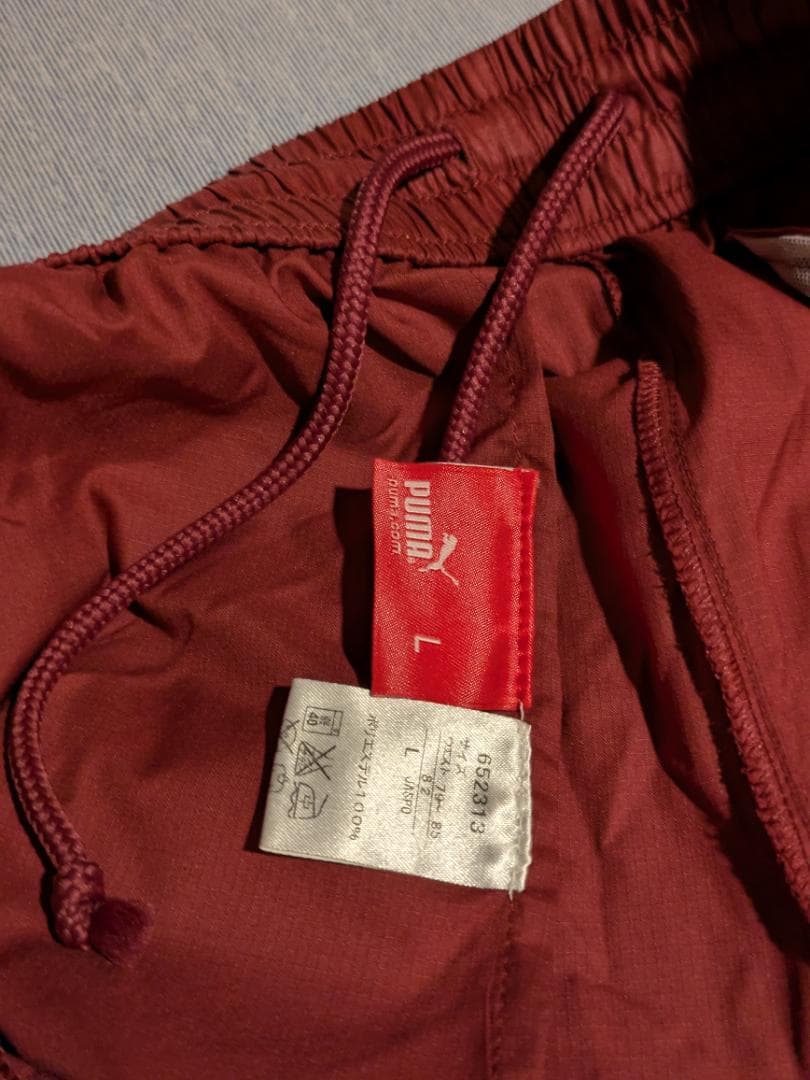 PUMA®
puma.com
L
652313
サイズ
ウエスト 79~85
82
L JASPO
ポリエステル100%
40